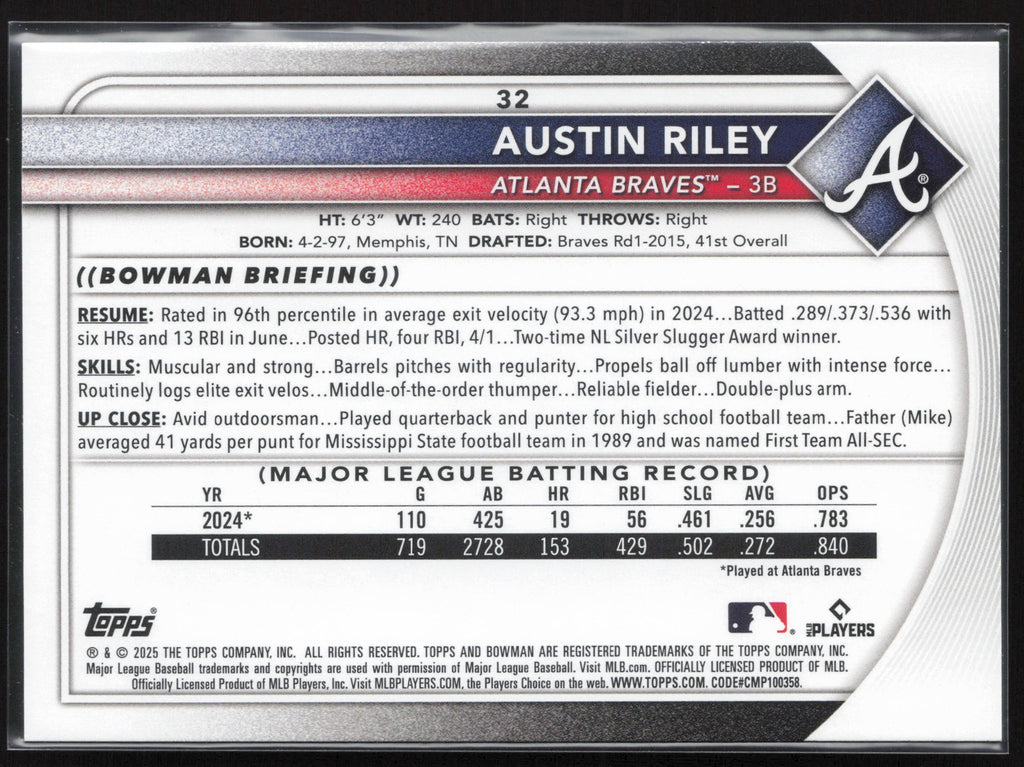 32
AUSTIN RILEY
ATLANTA BRAVES™ – 3B
A®
HT: 6'3" WT: 240 BATS: Right THROWS: Right
BORN: 4-2-97, Memphis, TN DRAFTED: Braves Rd1-2015, 41st Overall
((BOWMAN BRIEFING))
RESUME: Rated in 96th percentile in average exit velocity (93.3 mph) in 2024...Batted .289/.373/.536 with
six HRs and 13 RBI in June...Posted HR, four RBI, 4/1...Two-time NL Silver Slugger Award winner.
SKILLS: Muscular and strong...Barrels pitches with regularity...Propels ball off lumber with intense force...
Routinely logs elite exit velos...Middle-of-the-order thumper...Reliable fielder...Double-plus arm.
UP CLOSE: Avid outdoorsman...Played quarterback and punter for high school football team...Father (Mike)
averaged 41 yards per punt for Mississippi State football team in 1989 and was named First Team All-SEC.
(MAJOR LEAGUE BATTING RECORD)
YR G AB HR RBI SLG AVG OPS
2024* 110 425 19 56 .461 .256 .783
TOTALS 719 2728 153 429 .502 .272 .840
*Played at Atlanta Braves
Topps®
®
MLB PLAYERS
® & © 2025 THE TOPPS COMPANY, INC. ALL RIGHTS RESERVED. TOPPS AND BOWMAN ARE REGISTERED TRADEMARKS OF THE TOPPS COMPANY, INC.
Major League Baseball trademarks and copyrights are used with permission of Major League Baseball. Visit MLB.com. OFFICIALLY LICENSED PRODUCT OF MLB.
Officially Licensed Product of MLB Players, Inc. Visit MLBPLAYERS.COM, the Players Choice on the web. WWW.TOPPS.COM. CODE#CMP100358.